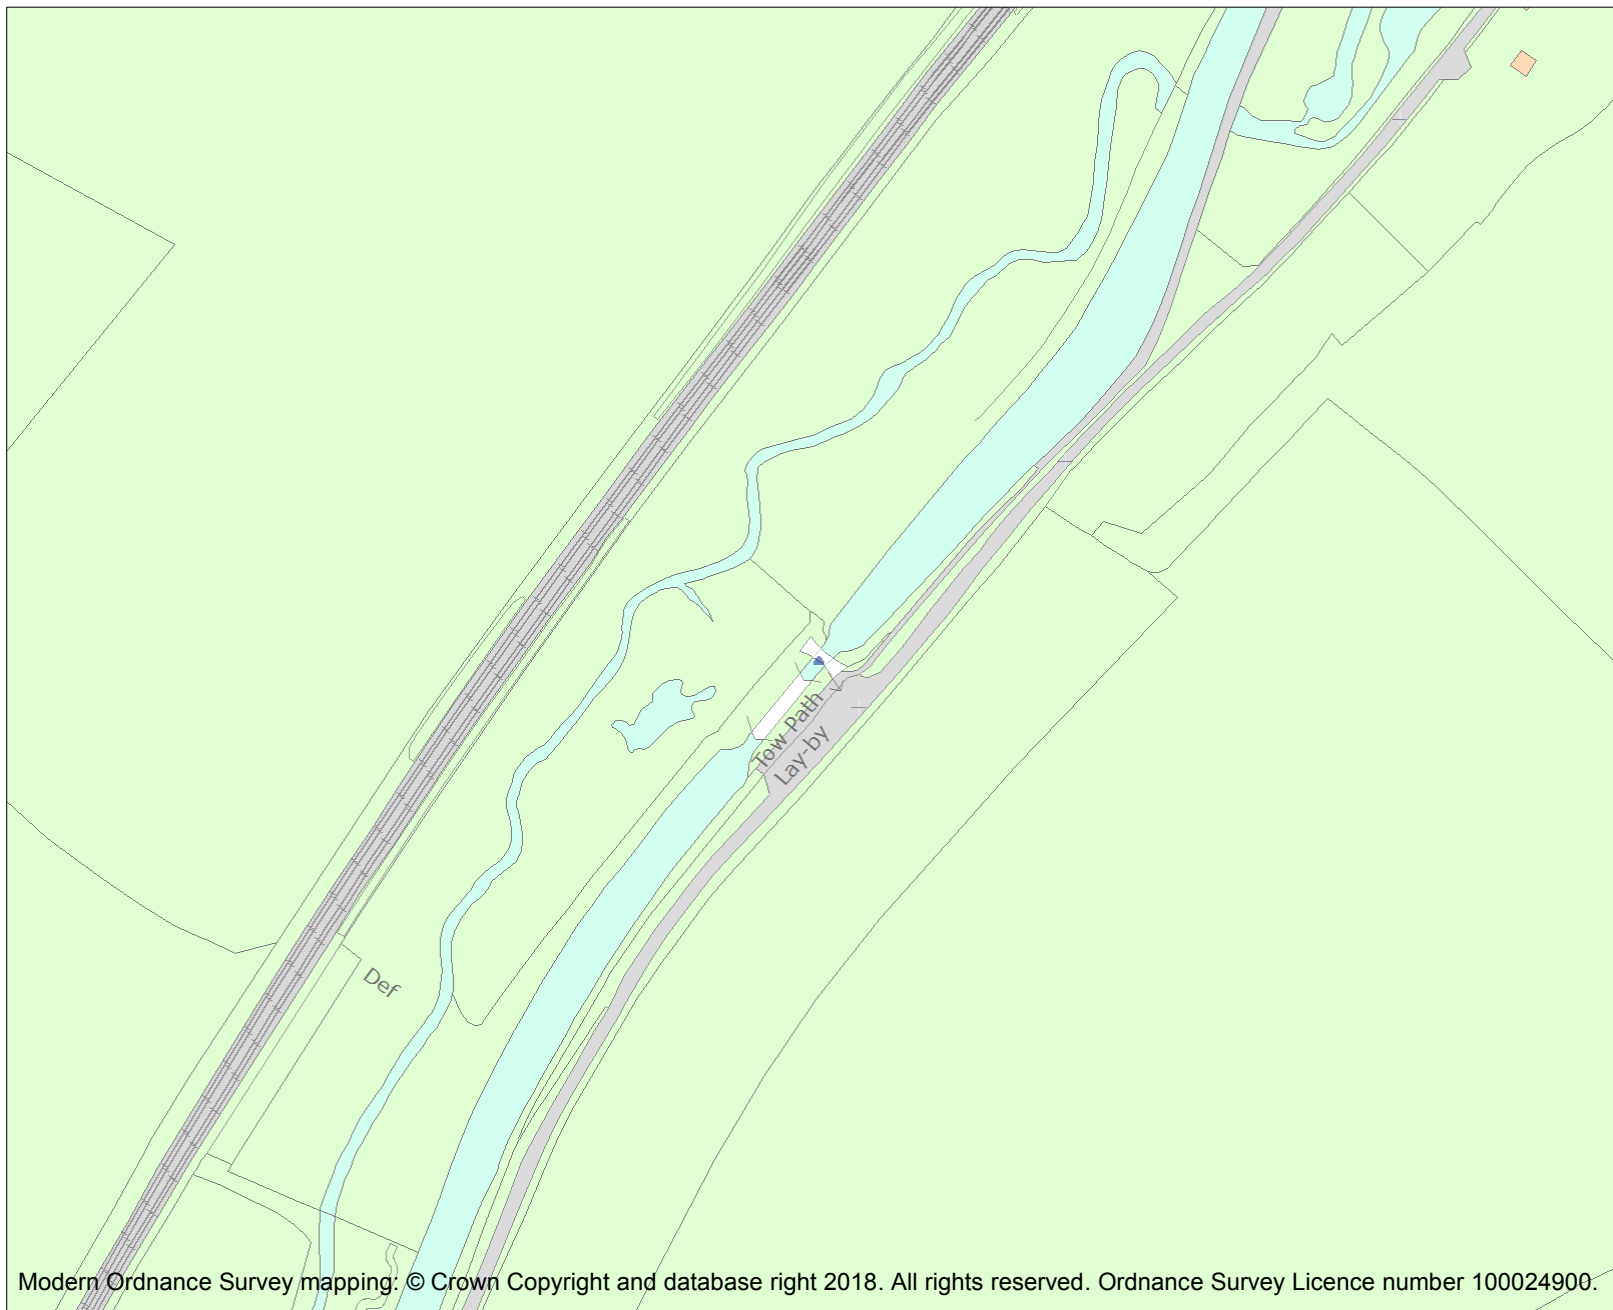 Tow Path
Lay-by
Def
Modern Ordnance Survey mapping: © Crown Copyright and database right 2018. All rights reserved. Ordnance Survey Licence number 100024900.